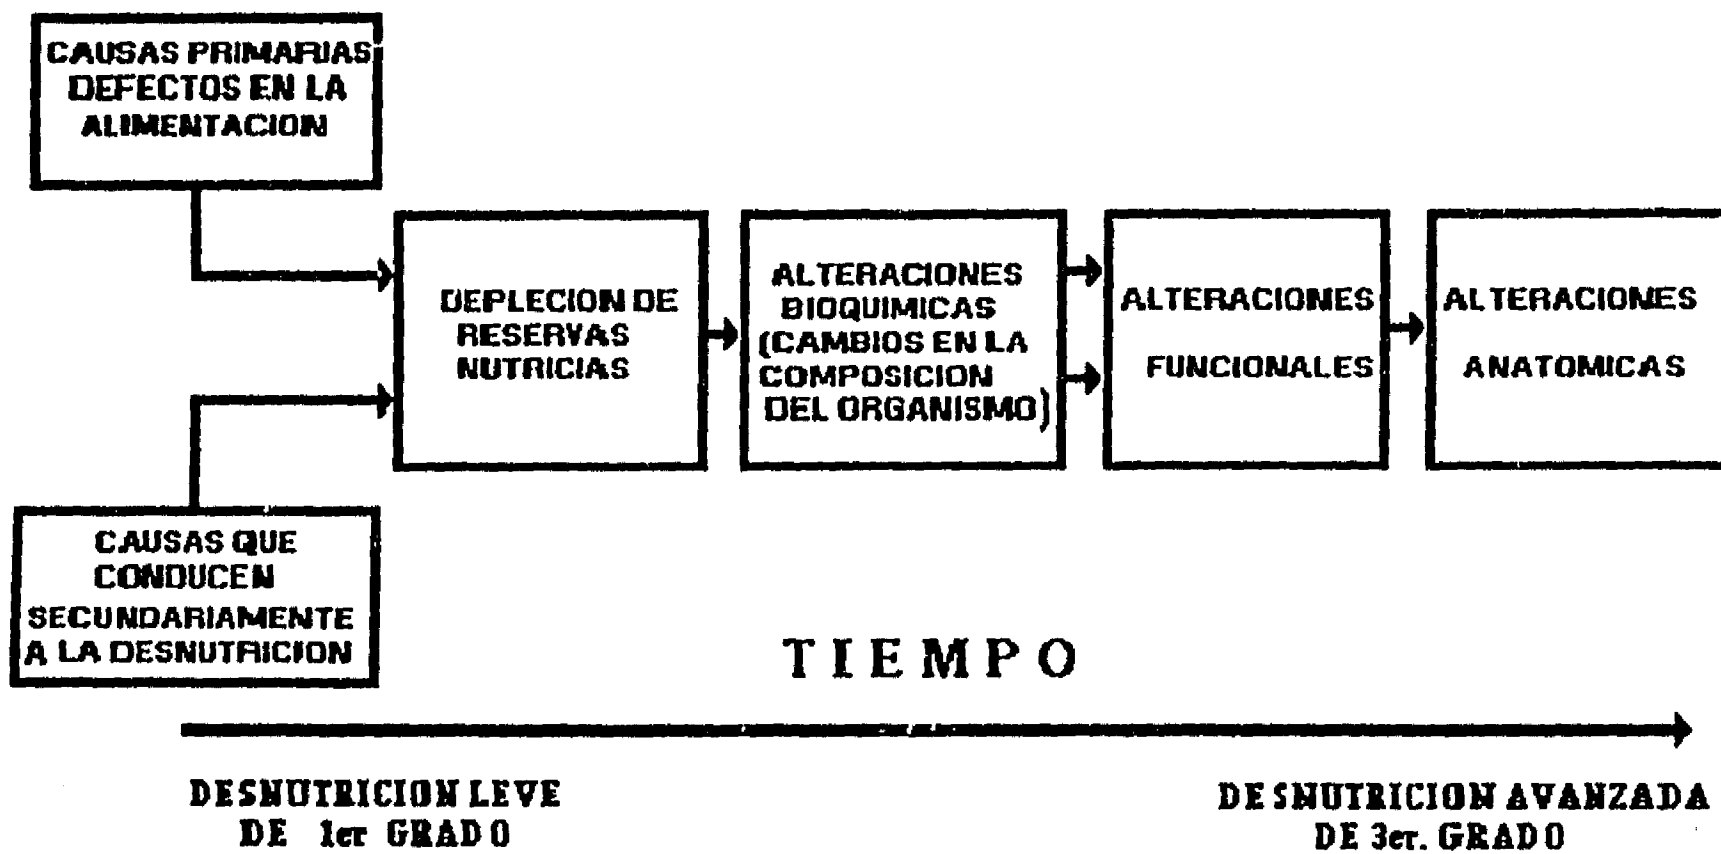 CAUSAS PRIMARIAS
DEFECTOS EN LA
ALIMENTACION
DEPLECION DE
RESERVAS
NUTRICIAS
ALTERACIONES
BIOQUIMICAS
(CAMBIOS EN LA
COMPOSICION
DEL ORGANISMO)
ALTERACIONES
FUNCIONALES
ALTERACIONES
ANATOMICAS
CAUSAS QUE
CONDUCEN
SECUNDARIAMENTE
A LA DESNUTRICION
TIEMPO
DESNUTRICION LEVE
DE 1er GRADO
DESNUTRICION AVANZADA
DE 3er. GRADO